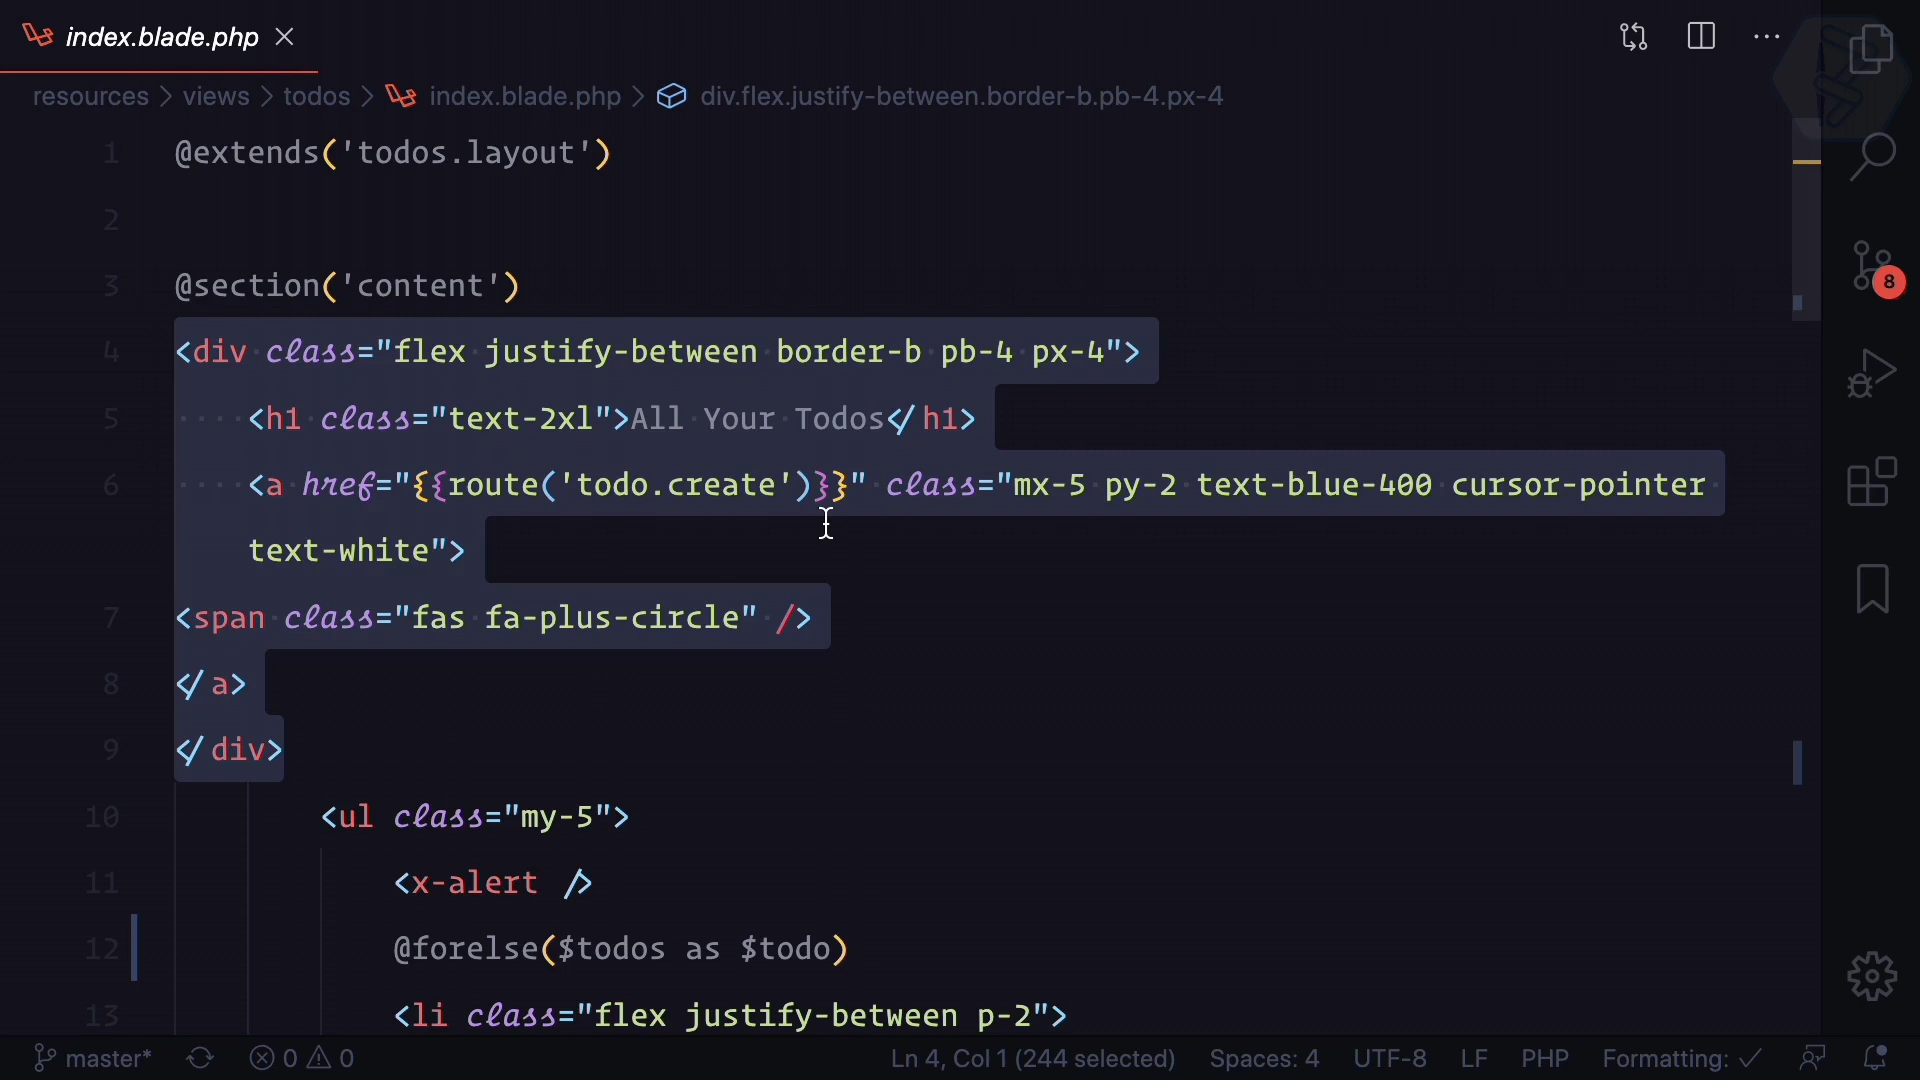 index.blade.php
resources > views > todos > index.blade.php > div.flex.justify-between.border-b.pb-4.px-4
1 @extends('todos.layout')
2
3 @section('content')
4 <div class="flex justify-between border-b pb-4 px-4">
5 <h1 class="text-2xl">All Your Todos</h1>
6 <a href="{{route('todo.create')}}" class="mx-5 py-2 text-blue-400 cursor-pointer
text-white">
7 <span class="fas fa-plus-circle" />
8 </a>
9 </div>
10 <ul class="my-5">
11 <x-alert />
12 @forelse($todos as $todo)
13 <li class="flex justify-between p-2">
8
master* 0 0 Ln 4, Col 1 (244 selected) Spaces: 4 UTF-8 LF PHP Formatting: ✓